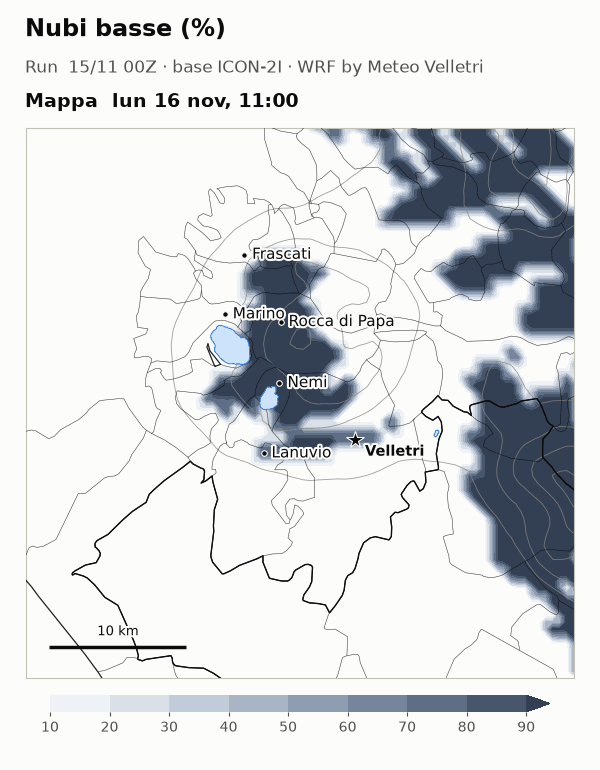 Nubi basse (%)
Run 15/11 00Z · base ICON-2I · WRF by Meteo Velletri
Mappa lun 16 nov, 11:00
Frascati
Marino
Rocca di Papa
Nemi
Velletri
Lanuvio
10 km
10 20 30 40 50 60 70 80 90